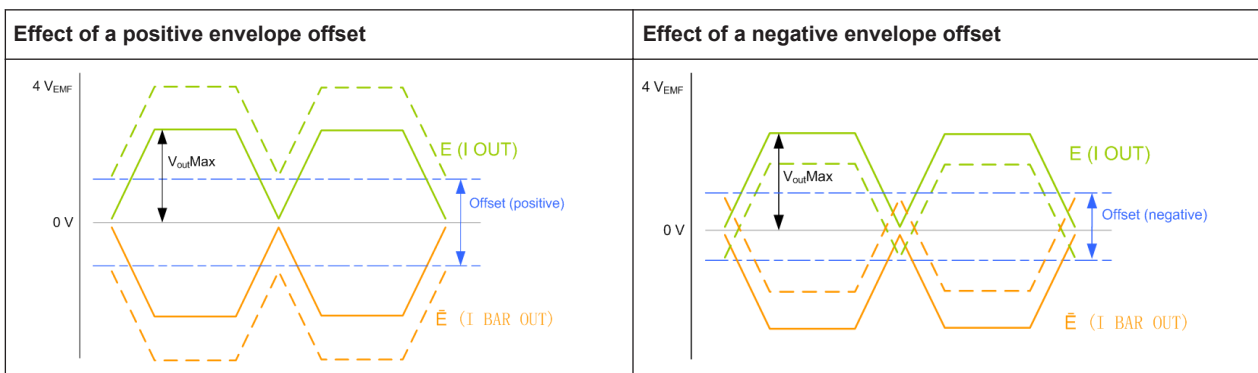 Effect of a positive envelope offset
Effect of a negative envelope offset
4 VEMF
VoutMax
E (I OUT)
Offset (positive)
0 V
Ē (I BAR OUT)
4 VEMF
VoutMax
E (I OUT)
Offset (negative)
0 V
Ē (I BAR OUT)